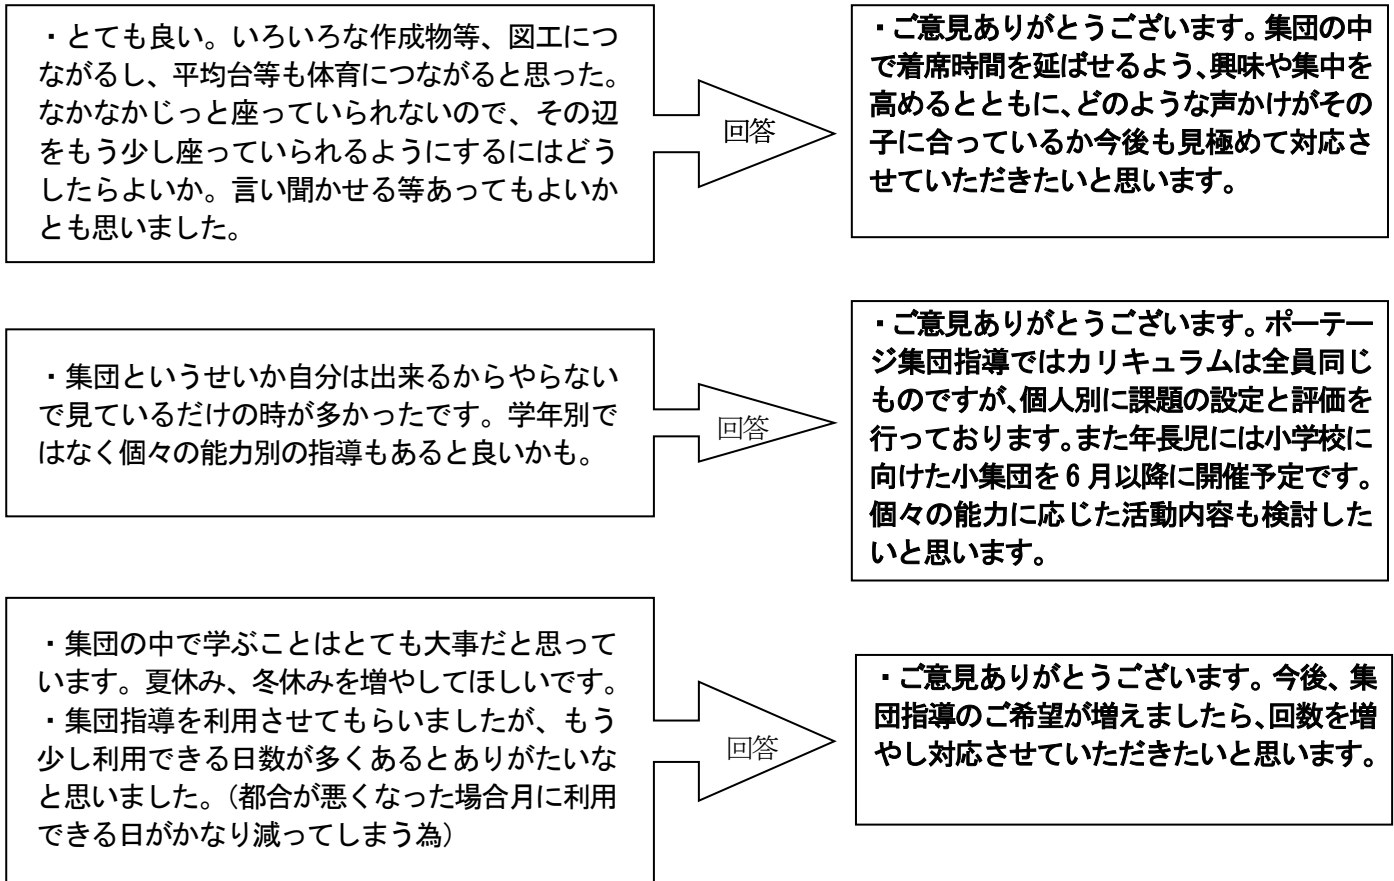 ・とても良い。いろいろな作成物等、図工につ
ながるし、平均台等も体育につながると思った。
なかなかじっと座っていられないので、その辺
をもう少し座っていられるようにするにはどう
したらよいか。言い聞かせる等あってもよいか
とも思いました。
回答
・ご意見ありがとうございます。集団の中
で着席時間を延ばせるよう、興味や集中を
高めるとともに、どのような声かけがその
子に合っているか今後も見極めて対応さ
せていただきたいと思います。
・集団というせいか自分は出来るからやらない
で見ているだけの時が多かったです。学年別で
はなく個々の能力別の指導もあると良いかも。
回答
・ご意見ありがとうございます。ポーテー
ジ集団指導ではカリキュラムは全員同じ
ものですが、個人別に課題の設定と評価を
行っております。また年長児には小学校に
向けた小集団を6月以降に開催予定です。
個々の能力に応じた活動内容も検討した
いと思います。
・集団の中で学ぶことはとても大事だと思って
います。夏休み、冬休みを増やしてほしいです。
・集団指導を利用させてもらいましたが、もう
少し利用できる日数が多くあるとありがたいな
と思いました。(都合が悪くなった場合月に利用
できる日がかなり減ってしまう為)
回答
・ご意見ありがとうございます。今後、集
団指導のご希望が増えましたら、回数を増
やし対応させていただきたいと思います。